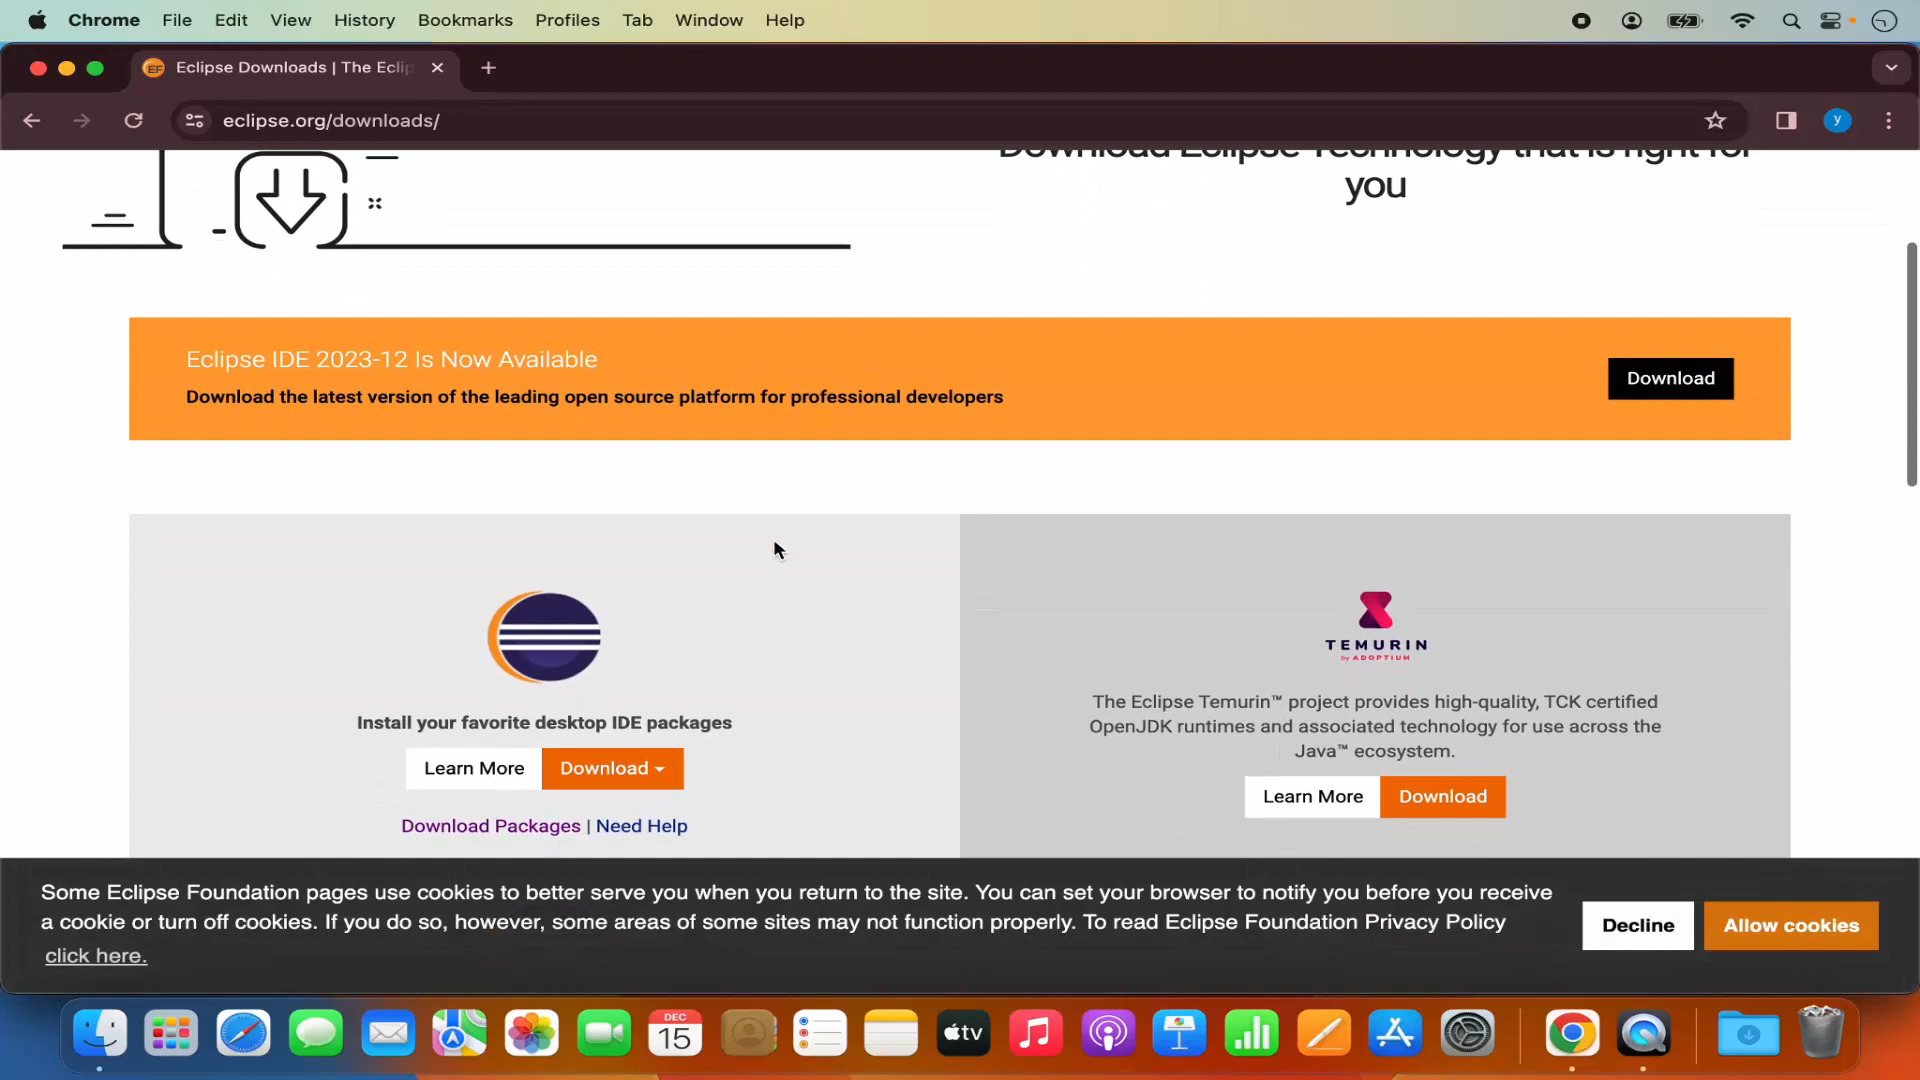 Chrome File Edit View History Bookmarks Profiles Tab Window Help
Eclipse Downloads | The Eclip
eclipse.org/downloads/
y
Download Eclipse Technology that is right for
you
Eclipse IDE 2023-12 Is Now Available
Download the latest version of the leading open source platform for professional developers
Download
Install your favorite desktop IDE packages
Learn More Download
Download Packages | Need Help
TEMURIN
by ADOPTIUM
The Eclipse Temurin™ project provides high-quality, TCK certified
OpenJDK runtimes and associated technology for use across the
Java™ ecosystem.
Learn More Download
Some Eclipse Foundation pages use cookies to better serve you when you return to the site. You can set your browser to notify you before you receive
a cookie or turn off cookies. If you do so, however, some areas of some sites may not function properly. To read Eclipse Foundation Privacy Policy
click here.
Decline Allow cookies
DEC
15
tv